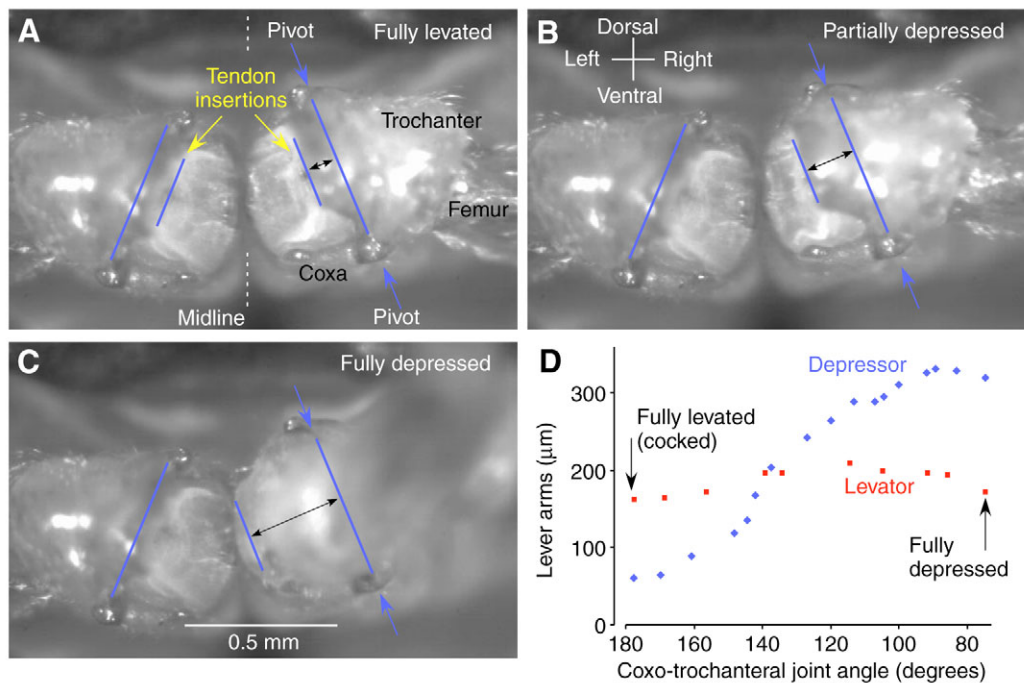 A
Pivot
Fully levated
Tendon
insertions
Trochanter
Femur
Coxa
Midline
Pivot
B
Dorsal
Partially depressed
Left
Right
Ventral
C
Fully depressed
0.5 mm
D
Depressor
Fully levated
(cocked)
Levator
Fully
depressed
Lever arms (µm)
300
200
100
0
180
160
140
120
100
80
Coxo-trochanteral joint angle (degrees)